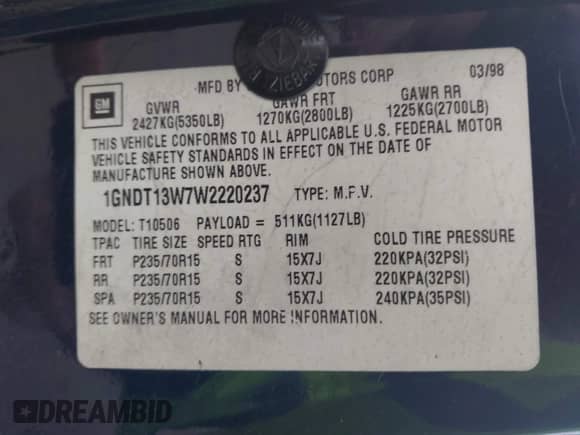 MFD BY OTORS CORP 03/98
GM
GVWR GAWR FRT GAWR RR
2427KG(5350LB) 1270KG(2800LB) 1225KG(2700LB)
THIS VEHICLE CONFORMS TO ALL APPLICABLE U.S. FEDERAL MOTOR
VEHICLE SAFETY STANDARDS IN EFFECT ON THE DATE OF
MANUFACTURE SHOWN ABOVE.
1GNDT13W7W2220237 TYPE: M.F.V.
MODEL: T10506 PAYLOAD = 511KG(1127LB)
TPAC TIRE SIZE SPEED RTG RIM COLD TIRE PRESSURE
FRT P235/70R15 S 15X7J 220KPA(32PSI)
RR P235/70R15 S 15X7J 220KPA(32PSI)
SPA P235/70R15 S 15X7J 240KPA(35PSI)
SEE OWNER'S MANUAL FOR MORE INFORMATION.
DREAMBID